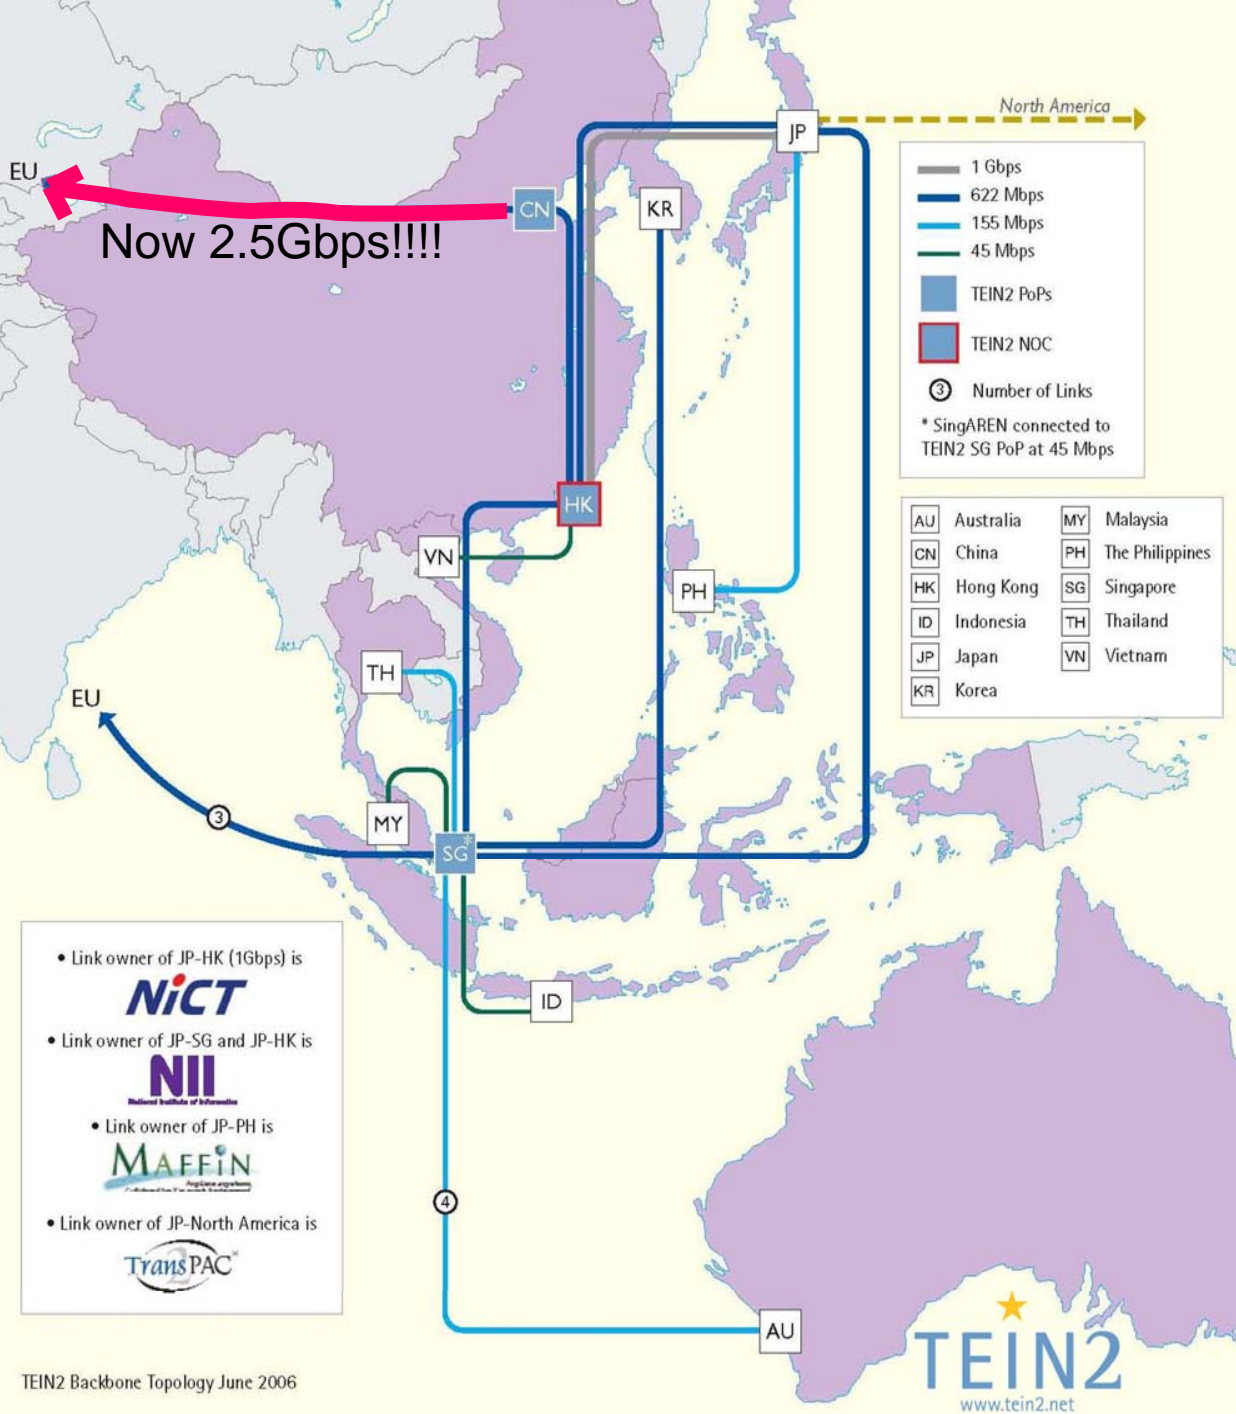 North America
JP
EU
CN
KR
Now 2.5Gbps!!!!
1 Gbps
622 Mbps
155 Mbps
45 Mbps
TEIN2 PoPs
TEIN2 NOC
3 Number of Links
* SingAREN connected to
TEIN2 SG PoP at 45 Mbps
HK
VN
PH
TH
EU
3
MY
SG*
ID
4
AU
AU Australia
CN China
HK Hong Kong
ID Indonesia
JP Japan
KR Korea
MY Malaysia
PH The Philippines
SG Singapore
TH Thailand
VN Vietnam
• Link owner of JP-HK (1Gbps) is
NiCT
• Link owner of JP-SG and JP-HK is
NII
National Institute of Informatics
• Link owner of JP-PH is
MAFFiN
• Link owner of JP-North America is
TransPAC2
TEIN2 Backbone Topology June 2006
TEIN2
www.tein2.net